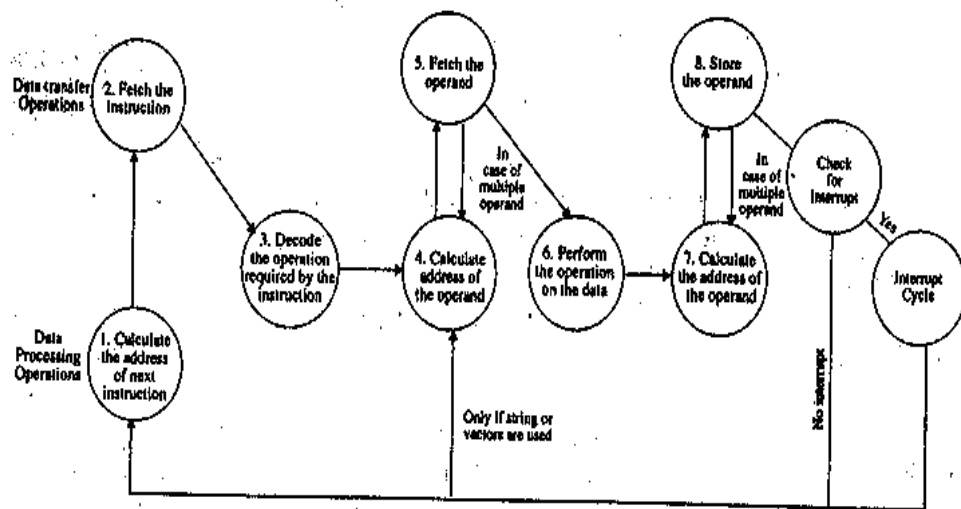 Data transfer
Operations
2. Fetch the
Instruction
5. Fetch the
operand
In
case of
multiple
operand
8. Store
the operand
In
case of
multiple
operand
Check
for
Interrupt
Yes
3. Decode
the operation
required by the
instruction
4. Calculate
address of
the operand
6. Perform
the operation
on the data
7. Calculate
the address of
the operand
Interrupt
Cycle
Data
Processing
Operations
1. Calculate
the address
of next
instruction
Only if string or
vectors are used
No interrupt